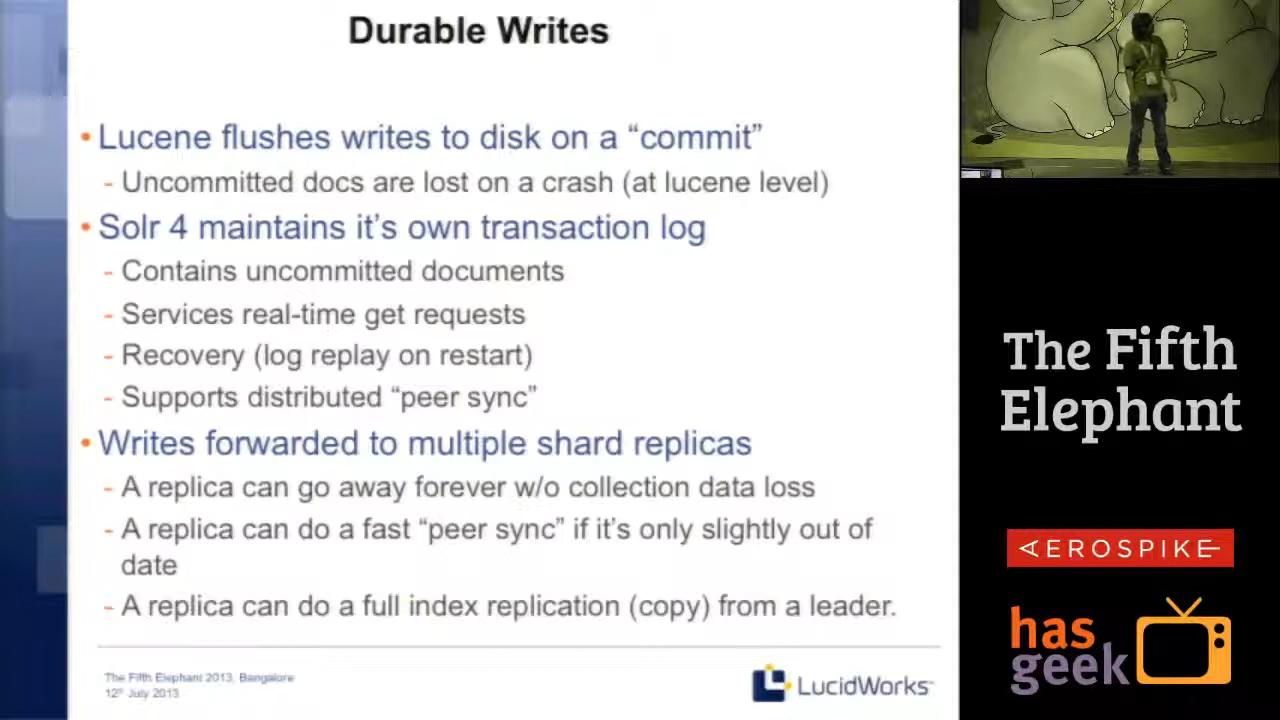 Durable Writes
• Lucene flushes writes to disk on a “commit”
- Uncommitted docs are lost on a crash (at lucene level)
• Solr 4 maintains it’s own transaction log
- Contains uncommitted documents
- Services real-time get requests
- Recovery (log replay on restart)
- Supports distributed “peer sync”
• Writes forwarded to multiple shard replicas
- A replica can go away forever w/o collection data loss
- A replica can do a fast “peer sync” if it’s only slightly out of
date
- A replica can do a full index replication (copy) from a leader.
The Fifth Elephant 2013, Bangalore
12th July 2013
LucidWorks
The Fifth
Elephant
AEROSPIKE
has
geek